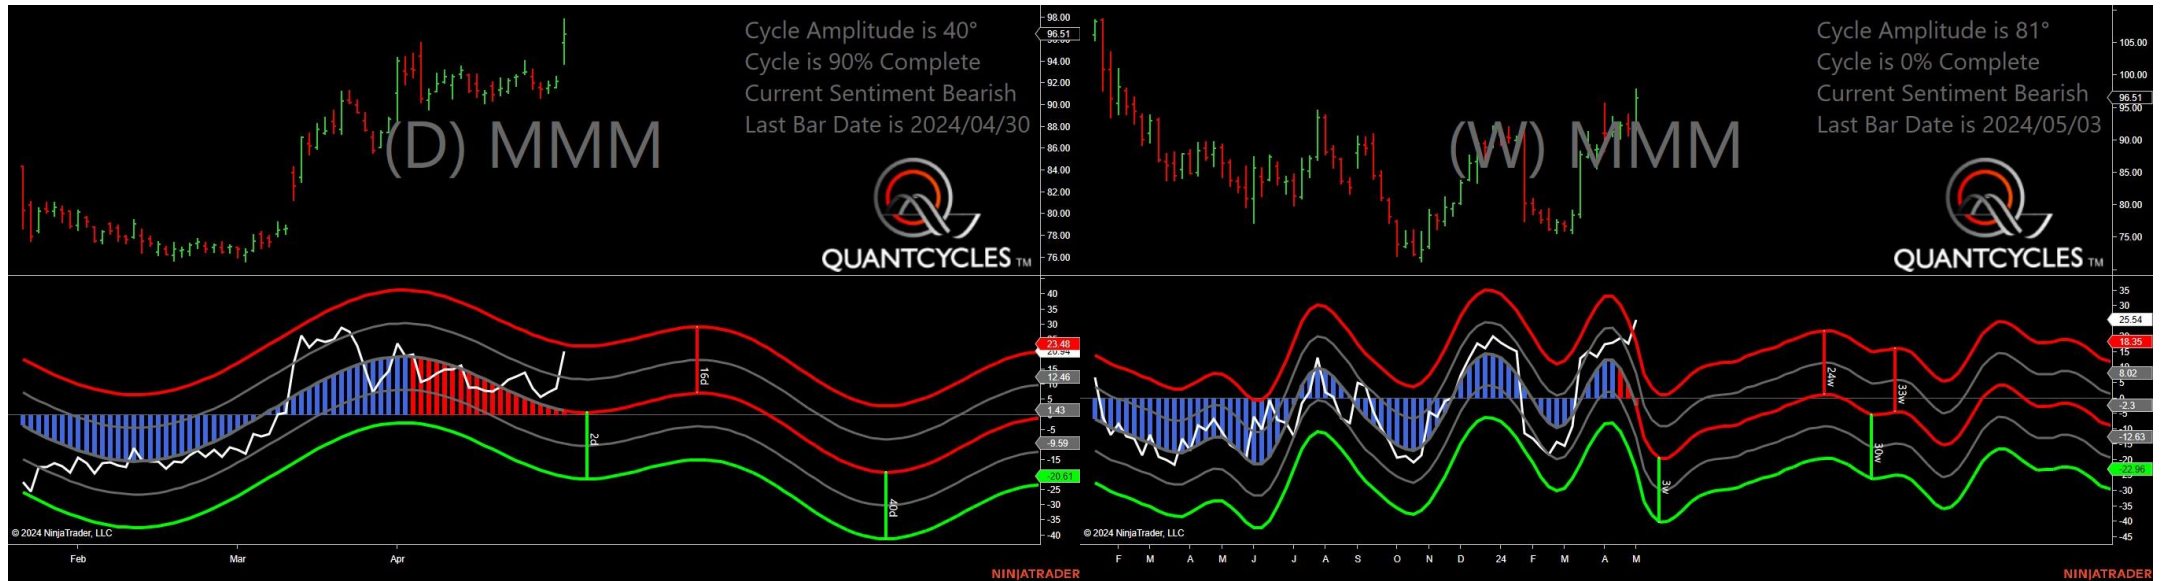 Cycle Amplitude is 40°
Cycle is 90% Complete
Current Sentiment Bearish
Last Bar Date is 2024/04/30
(D) MMM
QUANTCYCLES TM
98.00
96.51
94.00
92.00
90.00
88.00
86.00
84.00
82.00
80.00
78.00
76.00
40
35
30
23.48
20.94
15
12.46
5
1.43
-5
-9.59
-15
-20.61
-25
-30
-35
-40
16d
2d
40d
© 2024 NinjaTrader, LLC
Feb Mar Apr
NINJATRADER
Cycle Amplitude is 81°
Cycle is 0% Complete
Current Sentiment Bearish
Last Bar Date is 2024/05/03
(W) MMM
QUANTCYCLES TM
105.00
100.00
96.51
95.00
90.00
85.00
80.00
75.00
35
30
25.54
18.35
15
8.02
5
-2.3
-12.63
-22.96
-30
-35
-40
-45
24w
33w
30w
3w
© 2024 NinjaTrader, LLC
F M A M J J A S O N D 24 F M A M
NINJATRADER